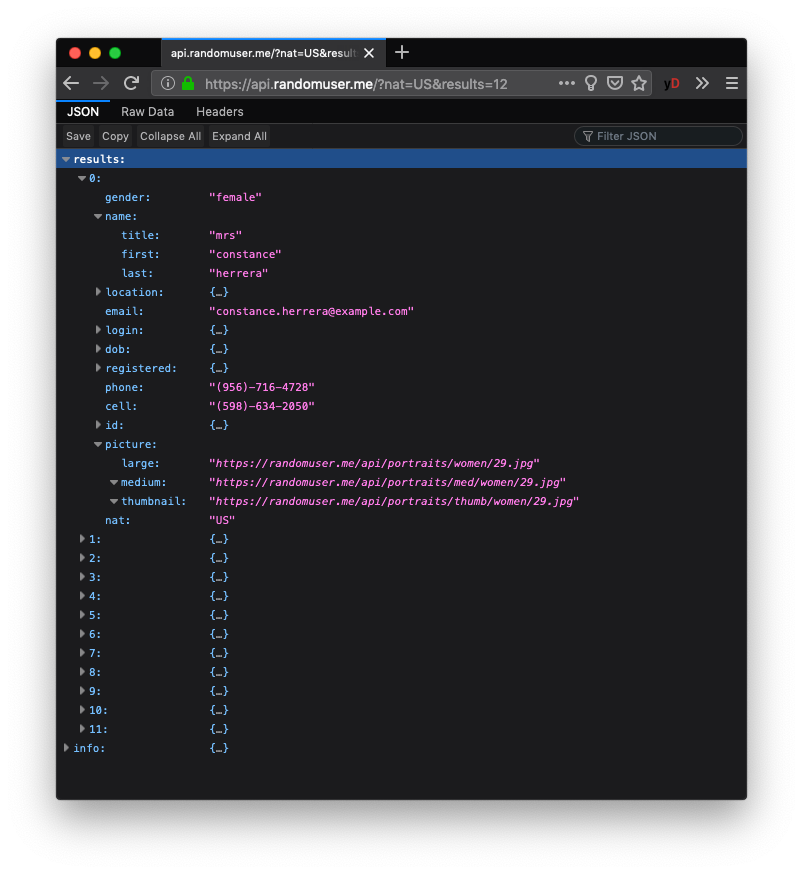 api.randomuser.me/?nat=US&result
https://api.randomuser.me/?nat=US&results=12
yD
JSON Raw Data Headers
Save Copy Collapse All Expand All Filter JSON
results:
0:
gender: "female"
name:
title: "mrs"
first: "constance"
last: "herrera"
location: {…}
email: "constance.herrera@example.com"
login: {…}
dob: {…}
registered: {…}
phone: "(956)-716-4728"
cell: "(598)-634-2050"
id: {…}
picture:
large: "https://randomuser.me/api/portraits/women/29.jpg"
medium: "https://randomuser.me/api/portraits/med/women/29.jpg"
thumbnail: "https://randomuser.me/api/portraits/thumb/women/29.jpg"
nat: "US"
1: {…}
2: {…}
3: {…}
4: {…}
5: {…}
6: {…}
7: {…}
8: {…}
9: {…}
10: {…}
11: {…}
info: {…}